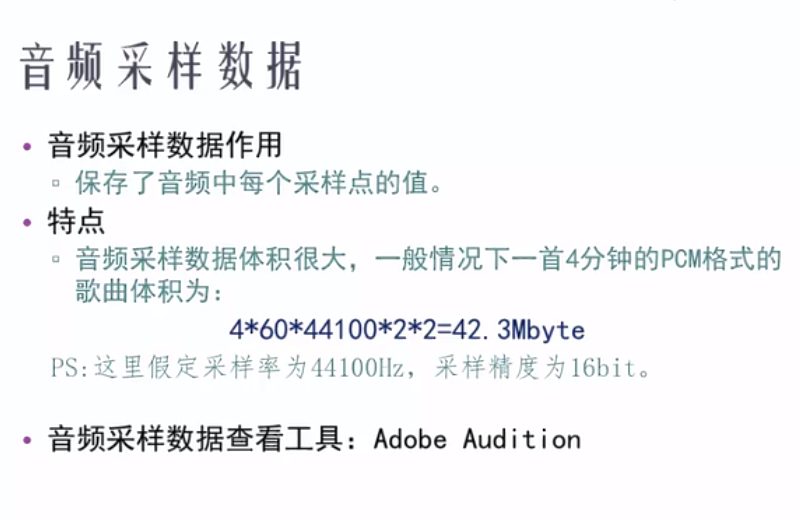 音频采样数据
• 音频采样数据作用
▫ 保存了音频中每个采样点的值。
• 特点
▫ 音频采样数据体积很大，一般情况下一首4分钟的PCM格式的
歌曲体积为：
4*60*44100*2*2=42.3Mbyte
PS:这里假定采样率为44100Hz，采样精度为16bit。
• 音频采样数据查看工具：Adobe Audition